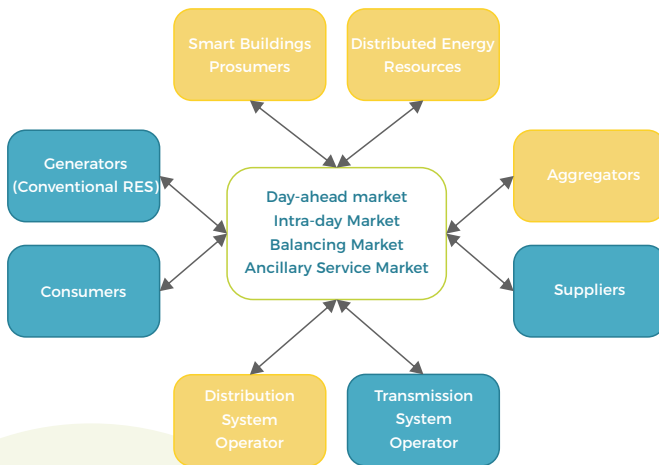 Smart Buildings
Prosumers
Distributed Energy
Resources
Generators
(Conventional RES)
Aggregators
Day-ahead market
Intra-day Market
Balancing Market
Ancillary Service Market
Consumers
Suppliers
Distribution
System
Operator
Transmission
System
Operator